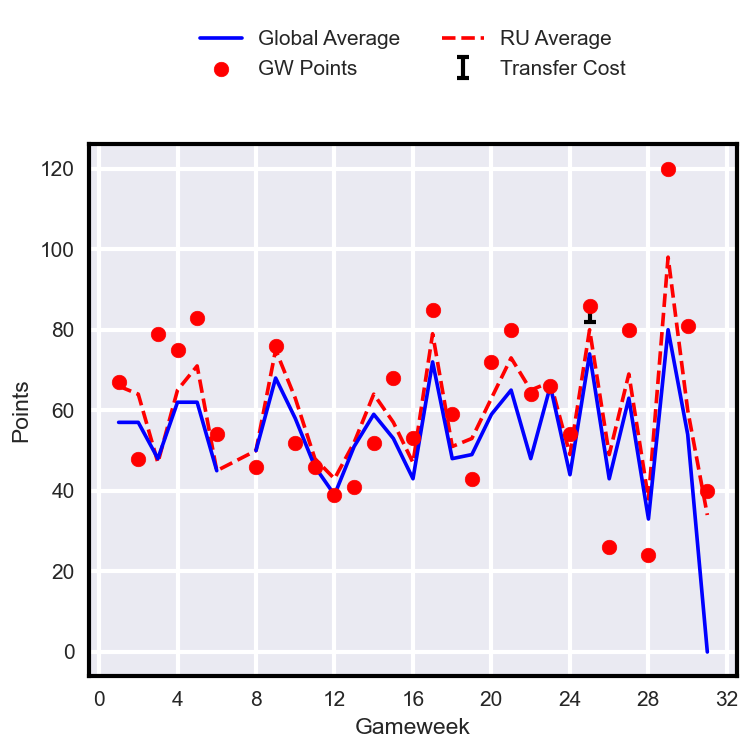 Global Average
RU Average
GW Points
Transfer Cost
120
100
80
60
40
20
0
Points
0 4 8 12 16 20 24 28 32
Gameweek